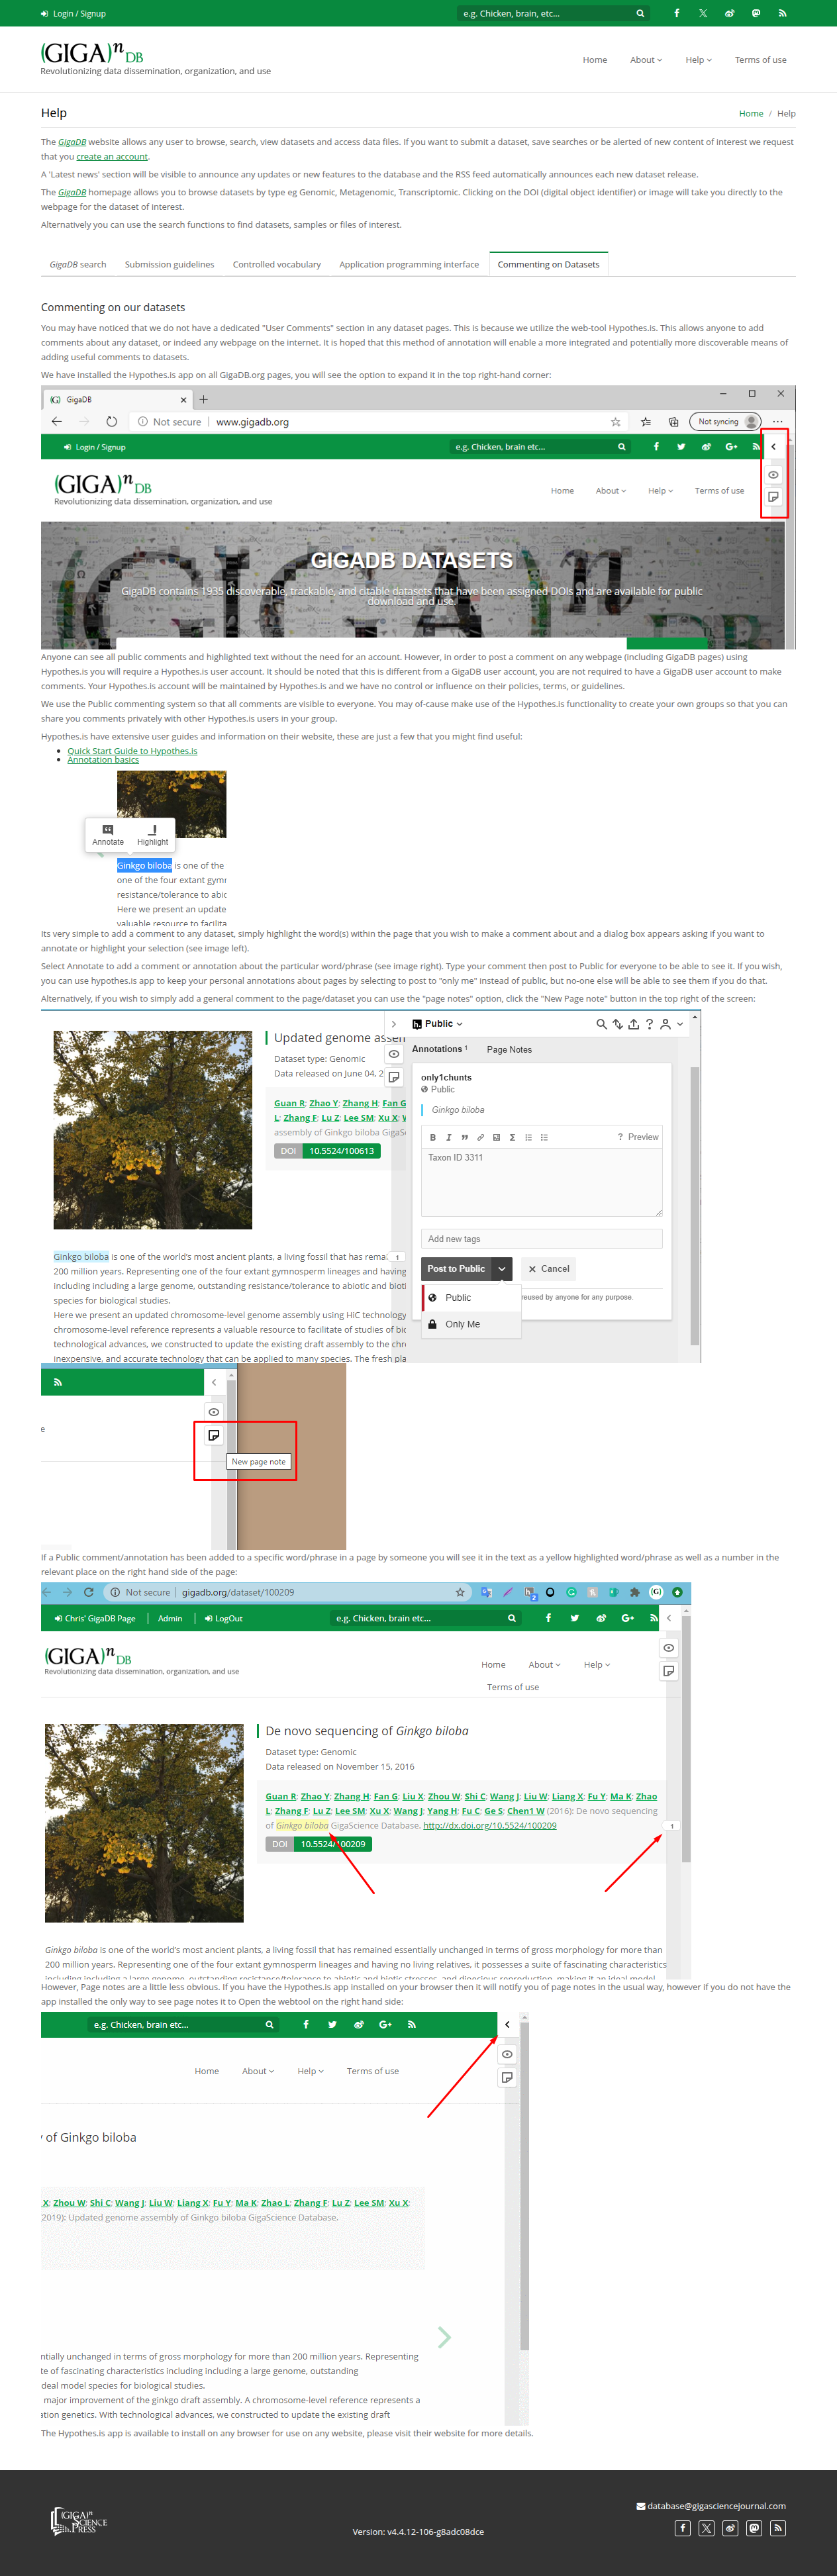 Login / Signup
e.g. Chicken, brain, etc...
(GIGA)n DB
Revolutionizing data dissemination, organization, and use
Home About Help Terms of use
Help
Home / Help
The GigaDB website allows any user to browse, search, view datasets and access data files. If you want to submit a dataset, save searches or be alerted of new content of interest we request
that you create an account.
A 'Latest news' section will be visible to announce any updates or new features to the database and the RSS feed automatically announces each new dataset release.
The GigaDB homepage allows you to browse datasets by type eg Genomic, Metagenomic, Transcriptomic. Clicking on the DOI (digital object identifier) or image will take you directly to the
webpage for the dataset of interest.
Alternatively you can use the search functions to find datasets, samples or files of interest.
GigaDB search Submission guidelines Controlled vocabulary Application programming interface Commenting on Datasets
Commenting on our datasets
You may have noticed that we do not have a dedicated "User Comments" section in any dataset pages. This is because we utilize the web-tool Hypothes.is. This allows anyone to add
comments about any dataset, or indeed any webpage on the internet. It is hoped that this method of annotation will enable a more integrated and potentially more discoverable means of
adding useful comments to datasets.
We have installed the Hypothes.is app on all GigaDB.org pages, you will see the option to expand it in the top right-hand corner:
GigaDB
Not secure | www.gigadb.org
Not syncing
Login / Signup
e.g. Chicken, brain etc...
(GIGA)n DB
Revolutionizing data dissemination, organization, and use
Home About Help Terms of use
GIGADB DATASETS
GigaDB contains 1935 discoverable, trackable, and citable datasets that have been assigned DOIs and are available for public
download and use.
Anyone can see all public comments and highlighted text without the need for an account. However, in order to post a comment on any webpage (including GigaDB pages) using
Hypothes.is you will require a Hypothes.is user account. It should be noted that this is different from a GigaDB user account, you are not required to have a GigaDB user account to make
comments. Your Hypothes.is account will be maintained by Hypothes.is and we have no control or influence on their policies, terms, or guidelines.
We use the Public commenting system so that all comments are visible to everyone. You may of-cause make use of the Hypothes.is functionality to create your own groups so that you can
share you comments privately with other Hypothes.is users in your group.
Hypothes.is have extensive user guides and information on their website, these are just a few that you might find useful:
Quick Start Guide to Hypothes.is
Annotation basics
Annotate Highlight
Ginkgo biloba is one of the
one of the four extant gymr
resistance/tolerance to abic
Here we present an update
valuable resource to facilita
Its very simple to add a comment to any dataset, simply highlight the word(s) within the page that you wish to make a comment about and a dialog box appears asking if you want to
annotate or highlight your selection (see image left).
Select Annotate to add a comment or annotation about the particular word/phrase (see image right). Type your comment then post to Public for everyone to be able to see it. If you wish,
you can use hypothes.is app to keep your personal annotations about pages by selecting to post to "only me" instead of public, but no-one else will be able to see them if you do that.
Alternatively, if you wish to simply add a general comment to the page/dataset you can use the "page notes" option, click the "New Page note" button in the top right of the screen:
Updated genome assen
Dataset type: Genomic
Data released on June 04, 2
Guan R; Zhao Y; Zhang H; Fan G
L; Zhang F; Lu Z; Lee SM; Xu X;
assembly of Ginkgo biloba GigaS
DOI 10.5524/100613
Public
Annotations 1 Page Notes
only1chunts
Public
Ginkgo biloba
Preview
Taxon ID 3311
Add new tags
Post to Public Cancel
Public
reused by anyone for any purpose.
Only Me
1
Ginkgo biloba is one of the world's most ancient plants, a living fossil that has rema
200 million years. Representing one of the four extant gymnosperm lineages and having
including including a large genome, outstanding resistance/tolerance to abiotic and bioti
species for biological studies.
Here we present an updated chromosome-level genome assembly using HiC technology
chromosome-level reference represents a valuable resource to facilitate of studies of bic
technological advances, we constructed to update the existing draft assembly to the chr
inexpensive, and accurate technology that can be applied to many species. The fresh pla
e
New page note
If a Public comment/annotation has been added to a specific word/phrase in a page by someone you will see it in the text as a yellow highlighted word/phrase as well as a number in the
relevant place on the right hand side of the page:
Not secure | gigadb.org/dataset/100209
Chris' GigaDB Page Admin LogOut
e.g. Chicken, brain etc...
(GIGA)n DB
Revolutionizing data dissemination, organization, and use
Home About Help
Terms of use
De novo sequencing of Ginkgo biloba
Dataset type: Genomic
Data released on November 15, 2016
Guan R; Zhao Y; Zhang H; Fan G; Liu X; Zhou W; Shi C; Wang J; Liu W; Liang X; Fu Y; Ma K; Zhao
L; Zhang F; Lu Z; Lee SM; Xu X; Wang J; Yang H; Fu C; Ge S; Chen1 W (2016): De novo sequencing
of Ginkgo biloba GigaScience Database. http://dx.doi.org/10.5524/100209
1
DOI 10.5524/100209
Ginkgo biloba is one of the world's most ancient plants, a living fossil that has remained essentially unchanged in terms of gross morphology for more than
200 million years. Representing one of the four extant gymnosperm lineages and having no living relatives, it possesses a suite of fascinating characteristics
including including a large genome, outstanding resistance/tolerance to abiotic and biotic stresses, and dioecious reproduction, making it an ideal model
However, Page notes are a little less obvious. If you have the Hypothes.is app installed on your browser then it will notify you of page notes in the usual way, however if you do not have the
app installed the only way to see page notes it to Open the webtool on the right hand side:
e.g. Chicken, brain etc...
Home About Help Terms of use
y of Ginkgo biloba
X; Zhou W; Shi C; Wang J; Liu W; Liang X; Fu Y; Ma K; Zhao L; Zhang F; Lu Z; Lee SM; Xu X;
2019): Updated genome assembly of Ginkgo biloba GigaScience Database.
ntially unchanged in terms of gross morphology for more than 200 million years. Representing
te of fascinating characteristics including including a large genome, outstanding
deal model species for biological studies.
major improvement of the ginkgo draft assembly. A chromosome-level reference represents a
ation genetics. With technological advances, we constructed to update the existing draft
The Hypothes.is app is available to install on any browser for use on any website, please visit their website for more details.
(GIGA)n SCIENCE PRESS
database@gigasciencejournal.com
Version: v4.4.12-106-g8adc08dce